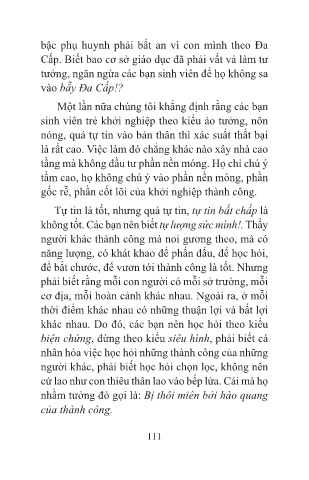 bậc phụ huynh phải bất an vì con mình theo Đa
Cấp. Biết bao cơ sở giáo dục đã phải vất và làm tư
tưởng, ngăn ngừa các bạn sinh viên để họ không sa
vào bẫy Đa Cấp!?
Một lần nữa chúng tôi khẳng định rằng các bạn
sinh viên trẻ khởi nghiệp theo kiểu ảo tưởng, nôn
nóng, quá tự tin vào bản thân thì xác suất thất bại
là rất cao. Việc làm đó chẳng khác nào xây nhà cao
tầng mà không đầu tư phần nền móng. Họ chỉ chú ý
tầm cao, họ không chú ý vào phần nền móng, phần
gốc rễ, phần cốt lõi của khởi nghiệp thành công.
Tự tin là tốt, nhưng quá tự tin, tự tin bất chấp là
không tốt. Các bạn nên biết tự lượng sức mình!. Thấy
người khác thành công mà noi gương theo, mà có
năng lượng, có khát khao để phấn đấu, để học hỏi,
để bắt chước, để vươn tới thành công là tốt. Nhưng
phải biết rằng mỗi con người có mỗi sở trường, mỗi
cơ địa, mỗi hoàn cảnh khác nhau. Ngoài ra, ở mỗi
thời điểm khác nhau có những thuận lợi và bất lợi
khác nhau. Do đó, các bạn nên học hỏi theo kiểu
biện chứng, đừng theo kiểu siêu hình, phải biết cá
nhân hóa việc học hỏi những thành công của những
người khác, phải biết học hỏi chọn lọc, không nên
cứ lao như con thiêu thân lao vào bếp lửa. Cái mà họ
nhầm tưởng đó gọi là: Bị thôi miên bởi hào quang
của thành công.
111